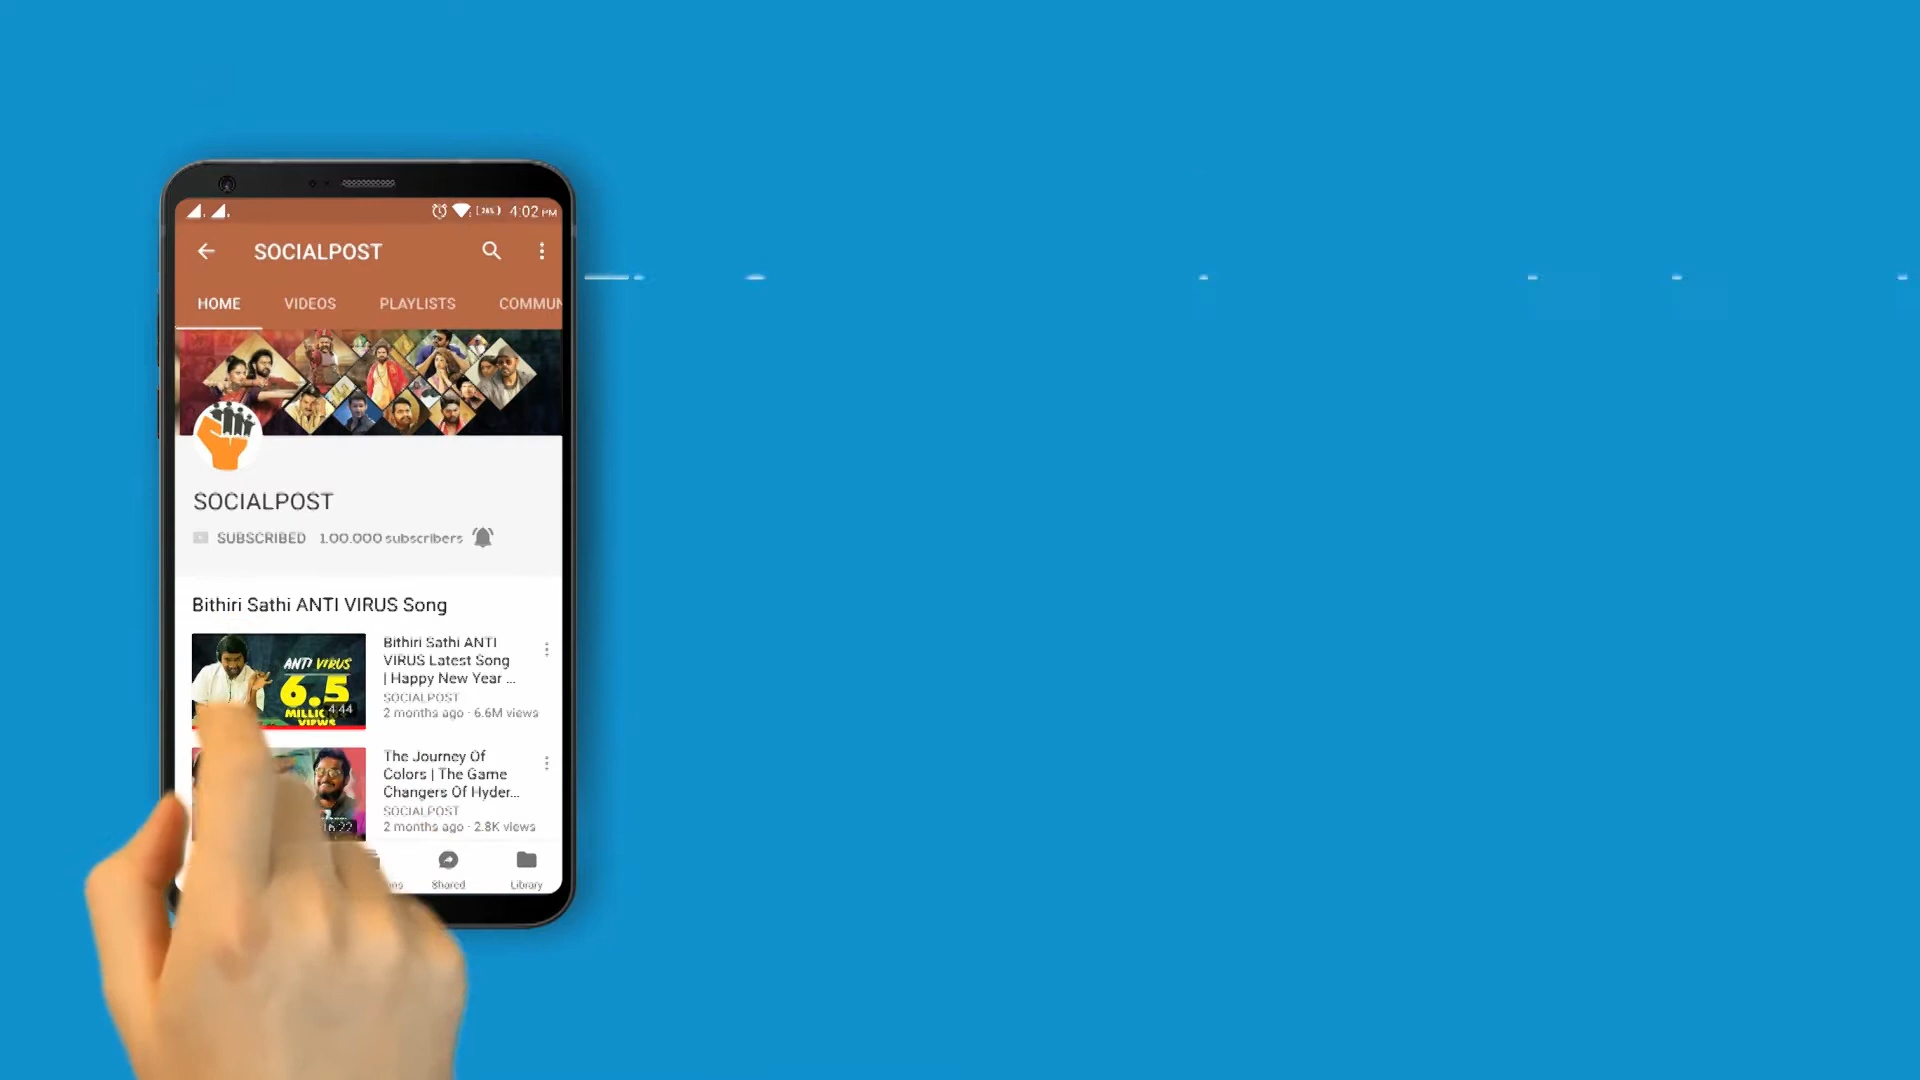 4:02 PM
SOCIALPOST
HOME VIDEOS PLAYLISTS COMMUN
SOCIALPOST
SUBSCRIBED 1,00,000 subscribers
Bithiri Sathi ANTI VIRUS Song
ANTI VIRUS
6.5
4:44
VIEWS
Bithiri Sathi ANTI
VIRUS Latest Song
| Happy New Year ...
SOCIALPOST
2 months ago · 6.6M views
16:22
The Journey Of
Colors | The Game
Changers Of Hyder...
SOCIALPOST
2 months ago · 2.8K views
Shared Library